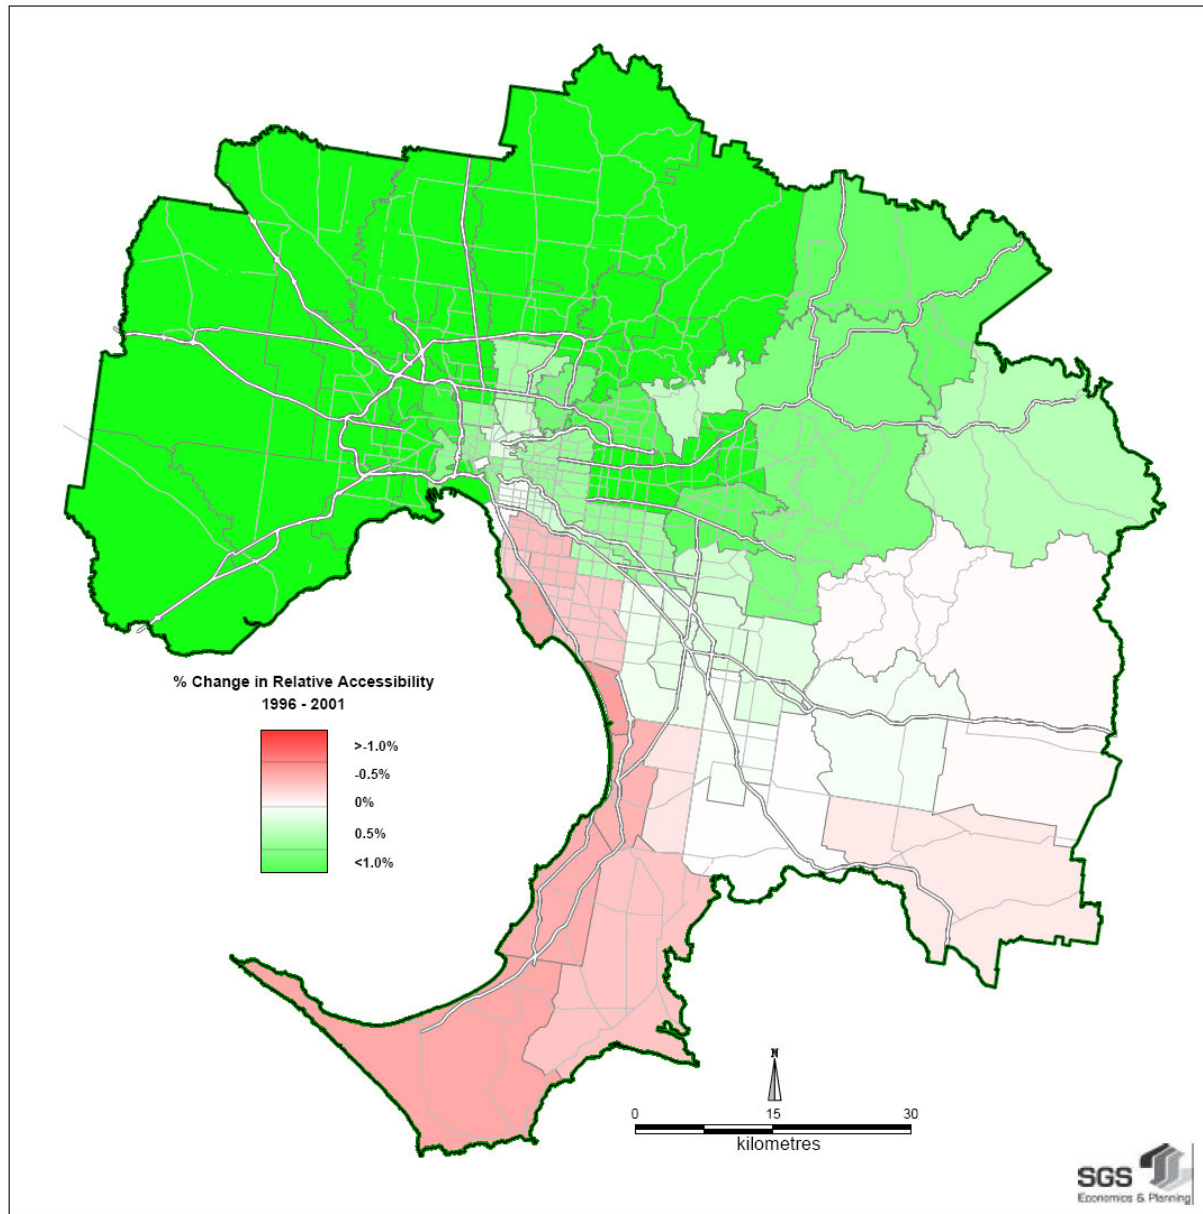 % Change in Relative Accessibility
1996 - 2001
>-1.0%
-0.5%
0%
0.5%
<1.0%
N
0 15 30
kilometres
SGS
Economics & Planning